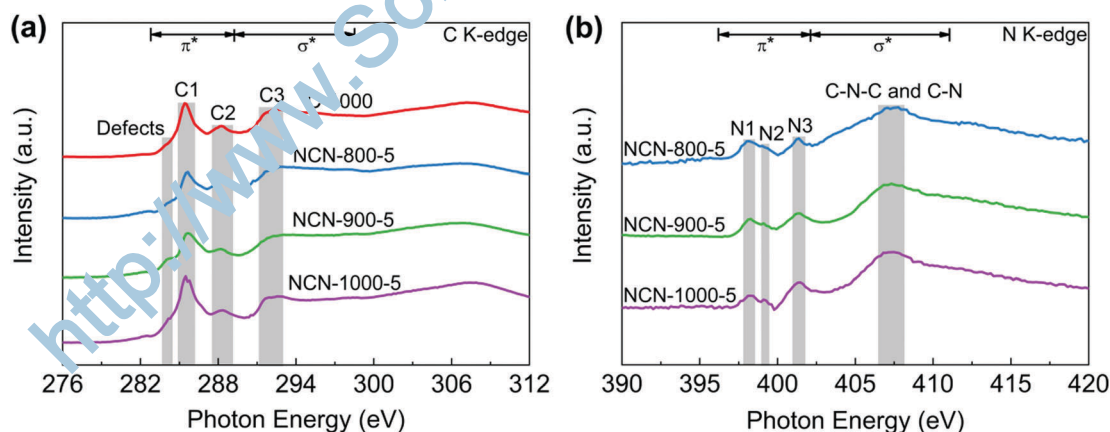 (a)
π*
σ*
C K-edge
C1
C2
C3
Defects
NCN-800-5
NCN-900-5
NCN-1000-5
Intensity (a.u.)
276 282 288 294 300 306 312
Photon Energy (eV)
(b)
π*
σ*
N K-edge
C-N-C and C-N
N1
N2
N3
NCN-800-5
NCN-900-5
NCN-1000-5
Intensity (a.u.)
390 395 400 405 410 415 420
Photon Energy (eV)